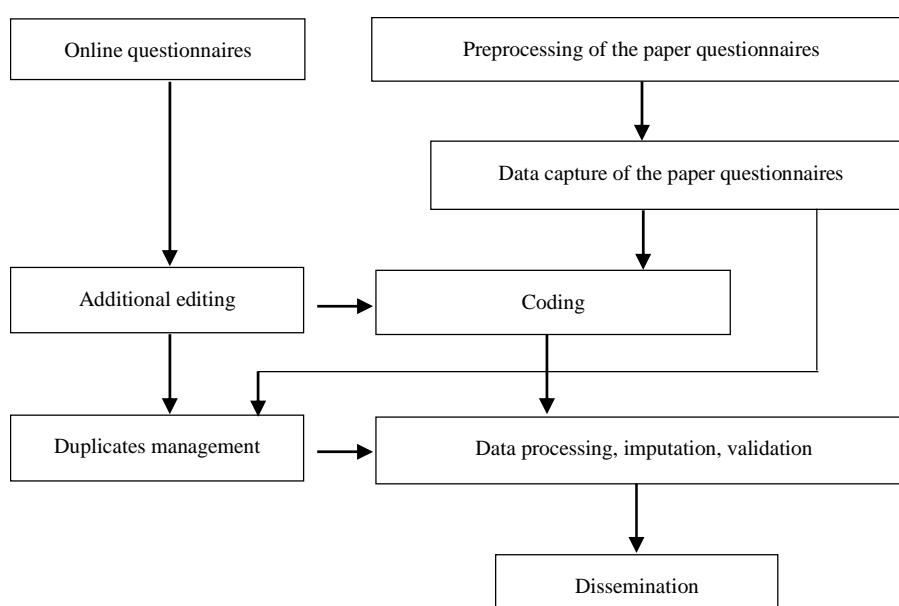 Online questionnaires
Preprocessing of the paper questionnaires
Data capture of the paper questionnaires
Additional editing
Coding
Duplicates management
Data processing, imputation, validation
Dissemination